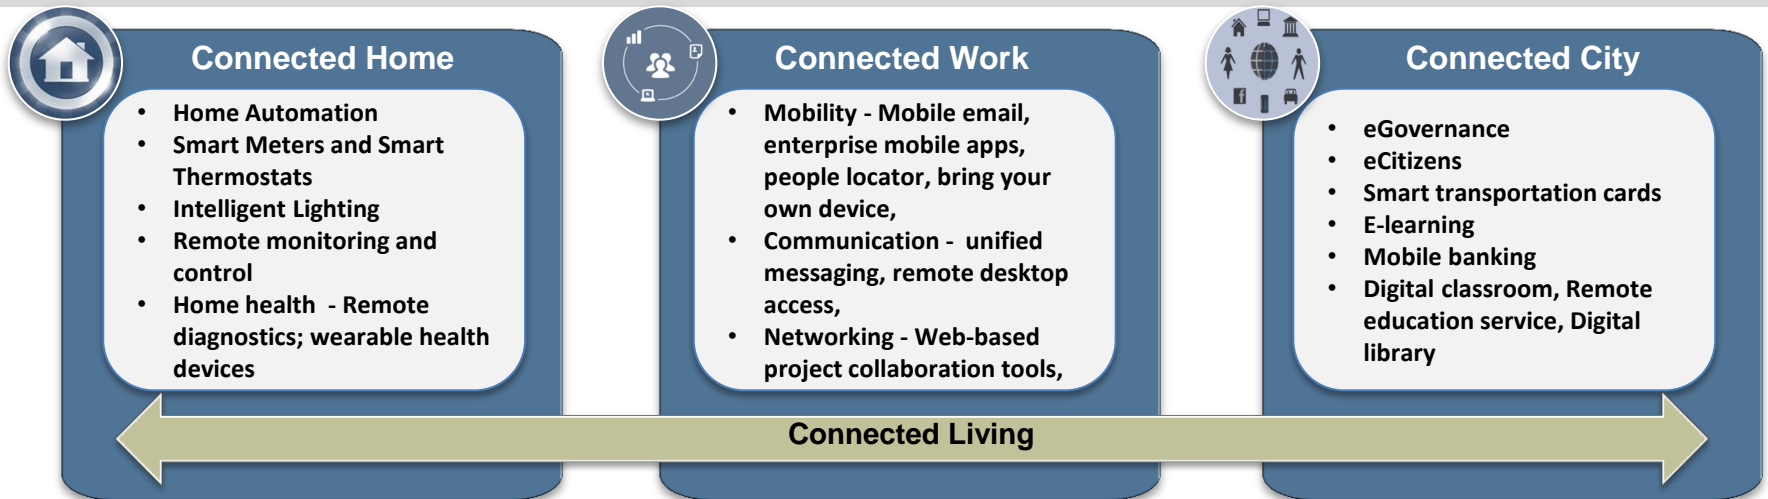 Connected Home
• Home Automation
• Smart Meters and Smart
Thermostats
• Intelligent Lighting
• Remote monitoring and
control
• Home health - Remote
diagnostics; wearable health
devices
Connected Work
• Mobility - Mobile email,
enterprise mobile apps,
people locator, bring your
own device,
• Communication - unified
messaging, remote desktop
access,
• Networking - Web-based
project collaboration tools,
Connected City
• eGovernance
• eCitizens
• Smart transportation cards
• E-learning
• Mobile banking
• Digital classroom, Remote
education service, Digital
library
Connected Living